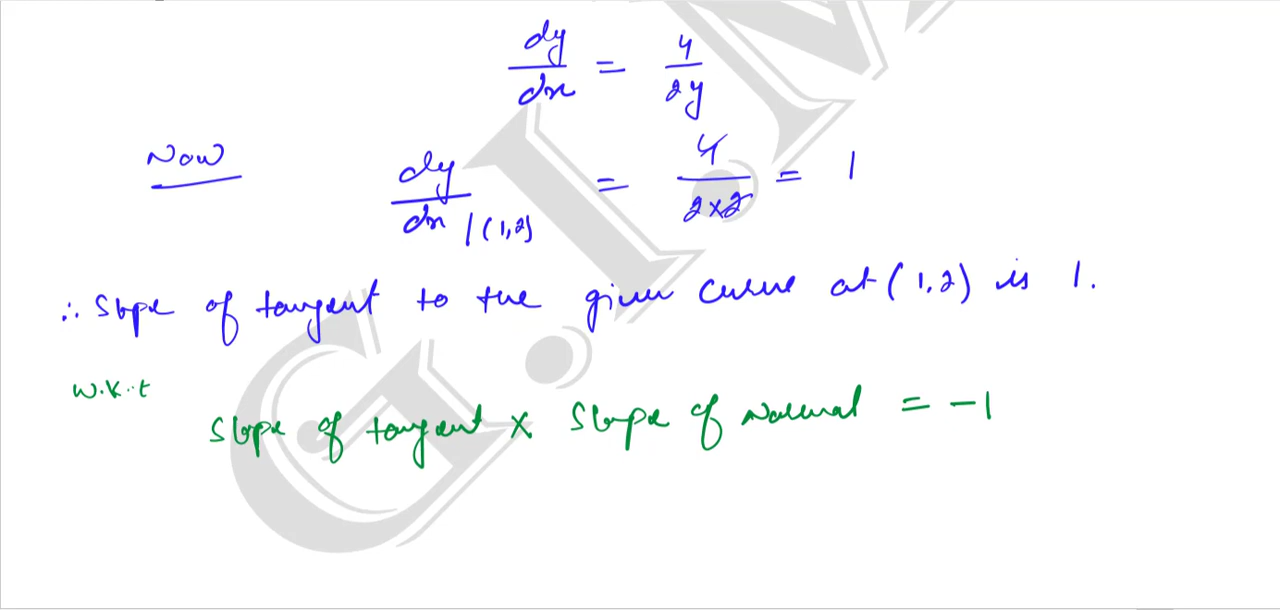 dy/dx = 4/2y
Now dy/dx |(1,2) = 4/2×2 = 1
∴ Slope of tangent to the given curve at (1,2) is 1.
W.K.t
Slope of tangent × Slope of Normal = -1
G.I.M